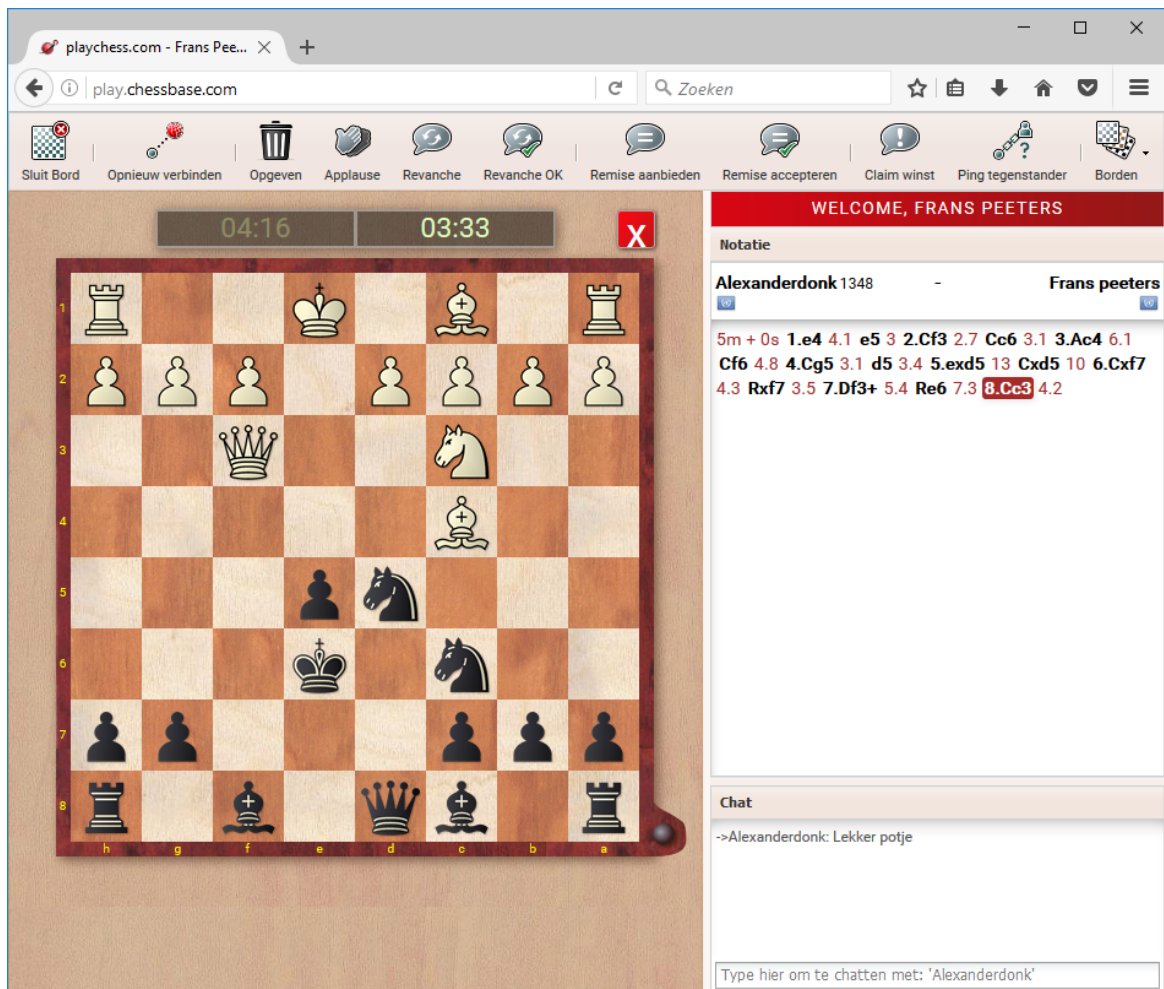 playchess.com - Frans Pee...
play.chessbase.com
Zoeken
Sluit Bord Opnieuw verbinden Opgeven Applause Revanche Revanche OK Remise aanbieden Remise accepteren Claim winst Ping tegenstander Borden
04:16 03:33 X
WELCOME, FRANS PEETERS
Notatie
Alexanderdonk 1348 - Frans peeters
5m + 0s 1.e4 4.1 e5 3 2.Cf3 2.7 Cc6 3.1 3.Ac4 6.1
Cf6 4.8 4.Cg5 3.1 d5 3.4 5.exd5 13 Cxd5 10 6.Cxf7
4.3 Rxf7 3.5 7.Df3+ 5.4 Re6 7.3 8.Cc3 4.2
1
2
3
4
5
6
7
8
h g f e d c b a
Chat
->Alexanderdonk: Lekker potje
Type hier om te chatten met: 'Alexanderdonk'